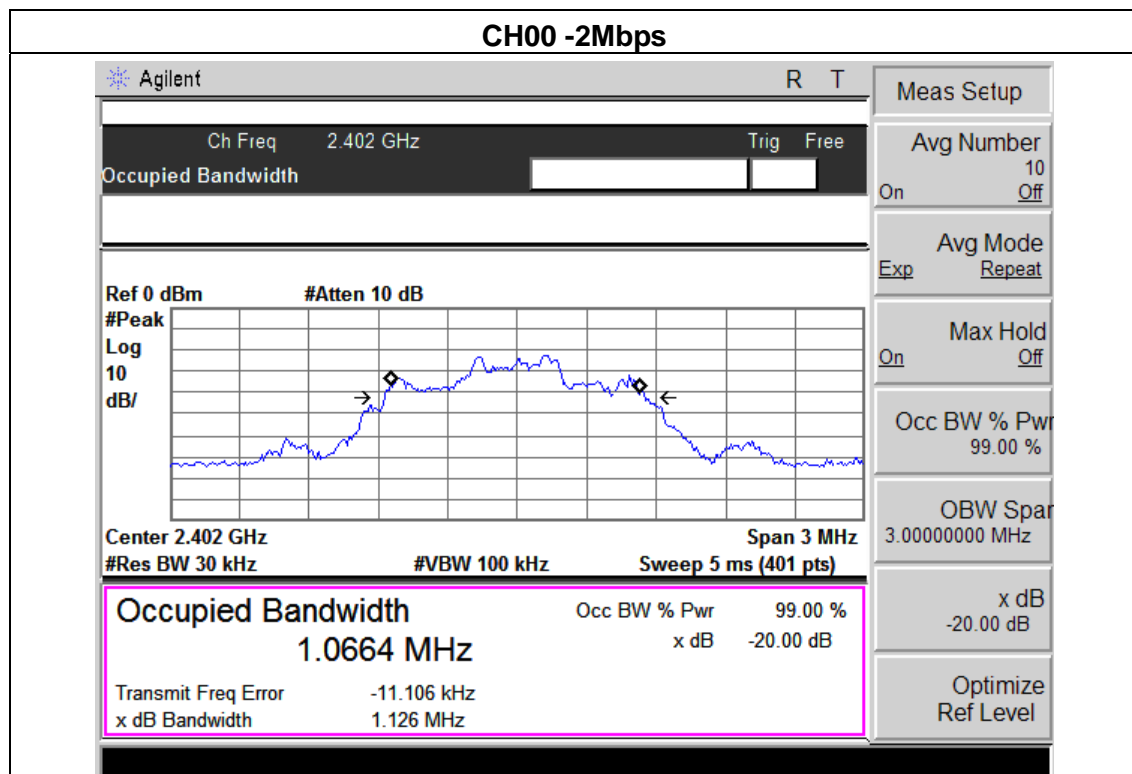 CH00 -2Mbps
Agilent R T
Ch Freq 2.402 GHz Trig Free
Occupied Bandwidth
Ref 0 dBm #Atten 10 dB
#Peak
Log
10
dB/
Center 2.402 GHz Span 3 MHz
#Res BW 30 kHz #VBW 100 kHz Sweep 5 ms (401 pts)
Occupied Bandwidth Occ BW % Pwr 99.00 %
1.0664 MHz x dB -20.00 dB
Transmit Freq Error -11.106 kHz
x dB Bandwidth 1.126 MHz
Meas Setup
Avg Number
10
On Off
Avg Mode
Exp Repeat
Max Hold
On Off
Occ BW % Pwr
99.00 %
OBW Span
3.00000000 MHz
x dB
-20.00 dB
Optimize
Ref Level